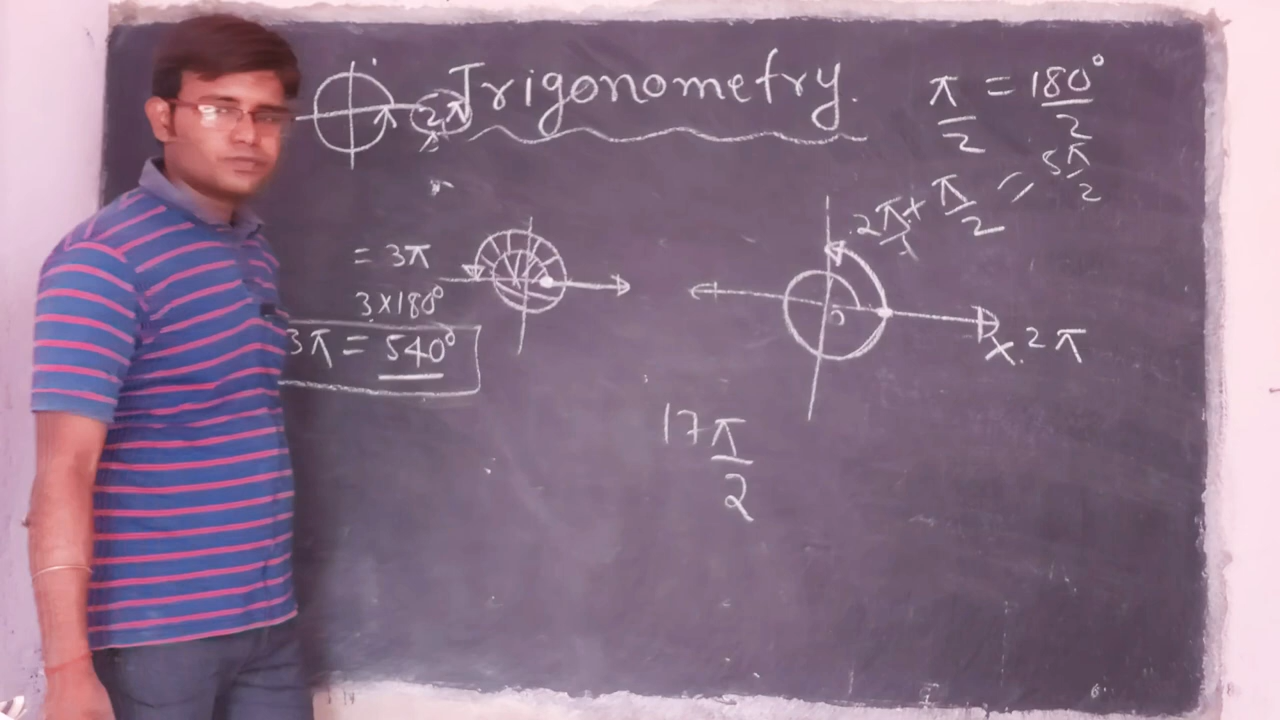 Trigonometry.
π 2π
π/2 = 180°/2
2π + π/2 = 5π/2
= 3π
3×180°
3π = 540°
x 2π
17π/2